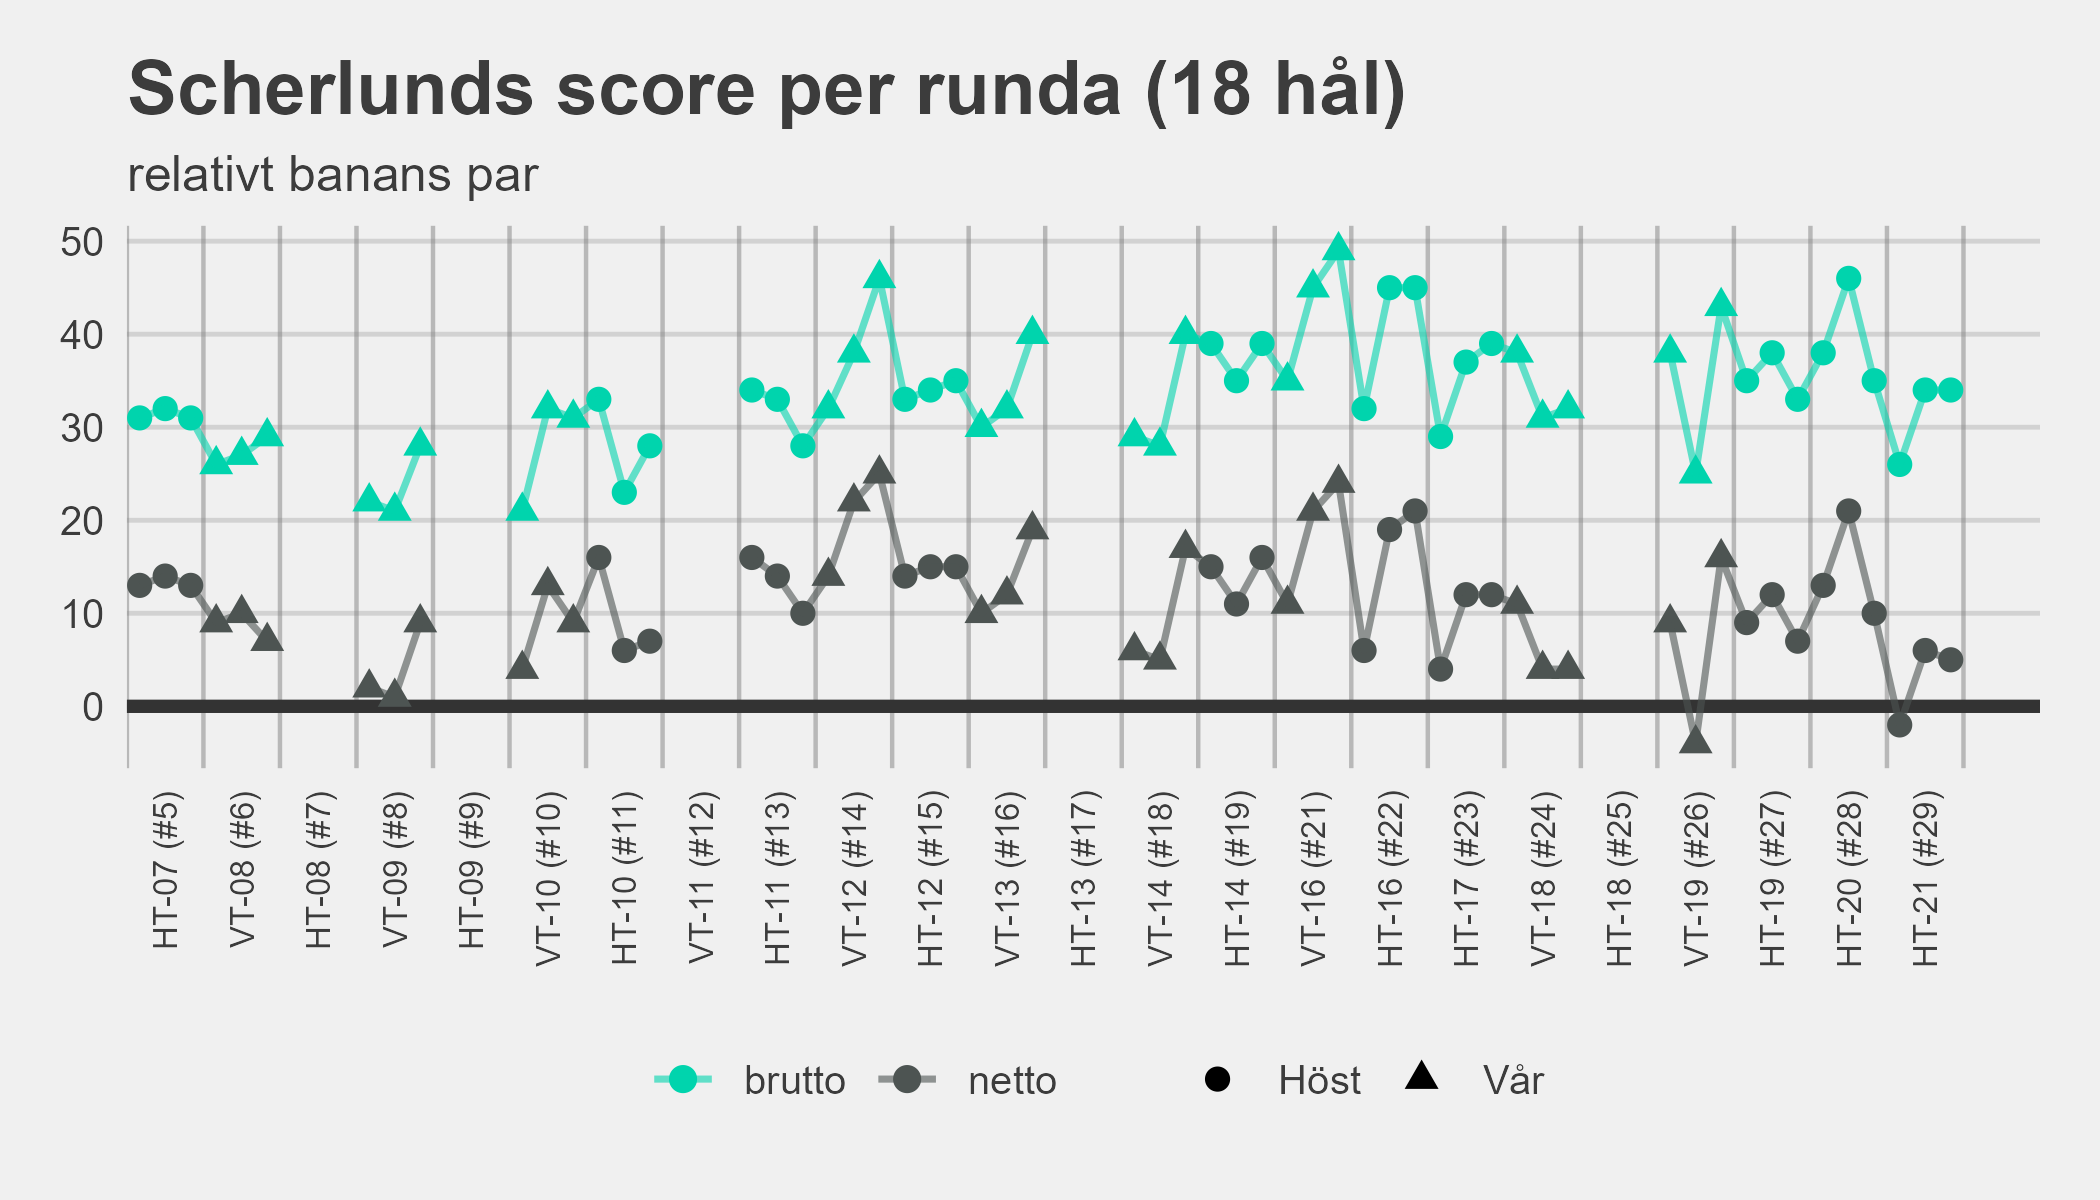 Scherlunds score per runda (18 hål)
relativt banans par
50
40
30
20
10
0
HT-07 (#5)
VT-08 (#6)
HT-08 (#7)
VT-09 (#8)
HT-09 (#9)
VT-10 (#10)
HT-10 (#11)
VT-11 (#12)
HT-11 (#13)
VT-12 (#14)
HT-12 (#15)
VT-13 (#16)
HT-13 (#17)
VT-14 (#18)
HT-14 (#19)
VT-16 (#21)
HT-16 (#22)
HT-17 (#23)
VT-18 (#24)
HT-18 (#25)
VT-19 (#26)
HT-19 (#27)
HT-20 (#28)
HT-21 (#29)
brutto netto Höst Vår